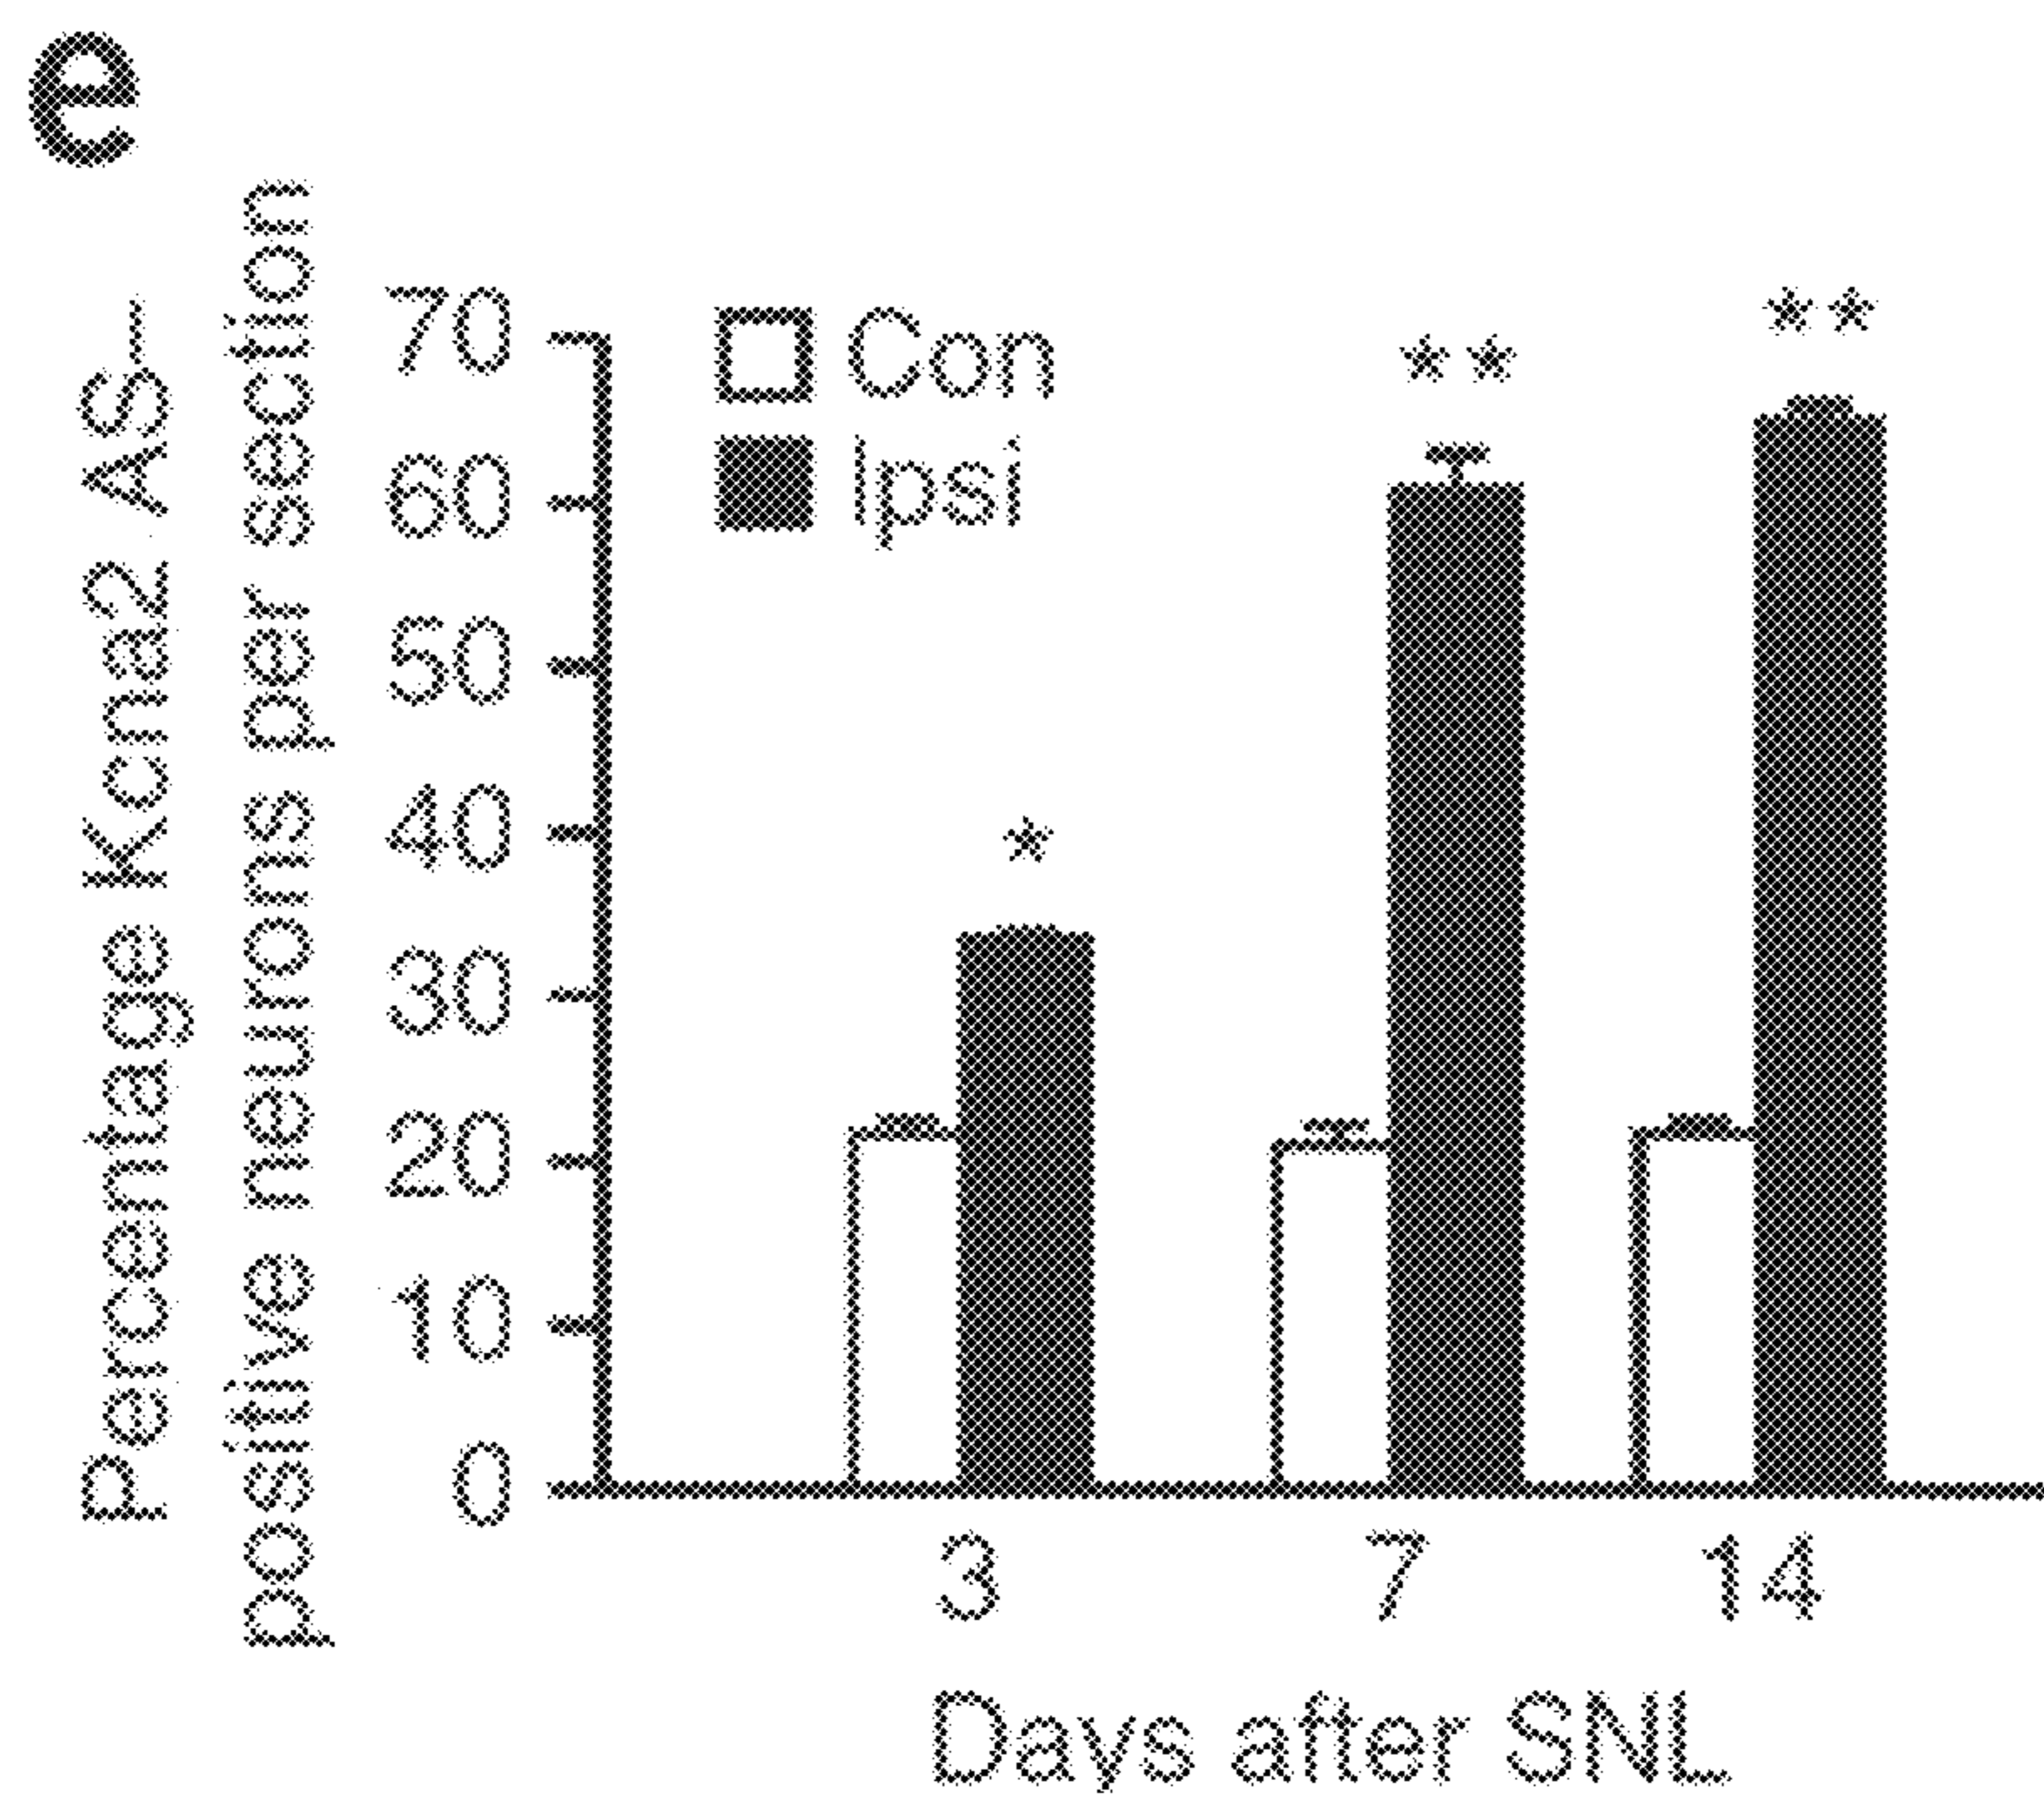 e
Percentage Kcna2 AS–
positive neurons per section
70
60
50
40
30
20
10
0
Con
Ipsi
*
**
**
3 7 14
Days after SNL